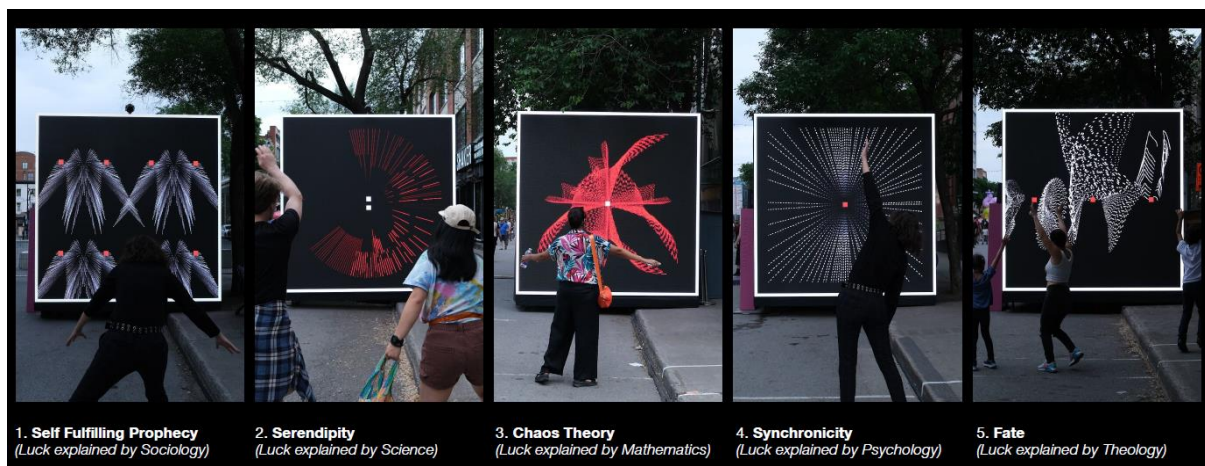 1. Self Fulfilling Prophecy
(Luck explained by Sociology)
2. Serendipity
(Luck explained by Science)
3. Chaos Theory
(Luck explained by Mathematics)
4. Synchronicity
(Luck explained by Psychology)
5. Fate
(Luck explained by Theology)